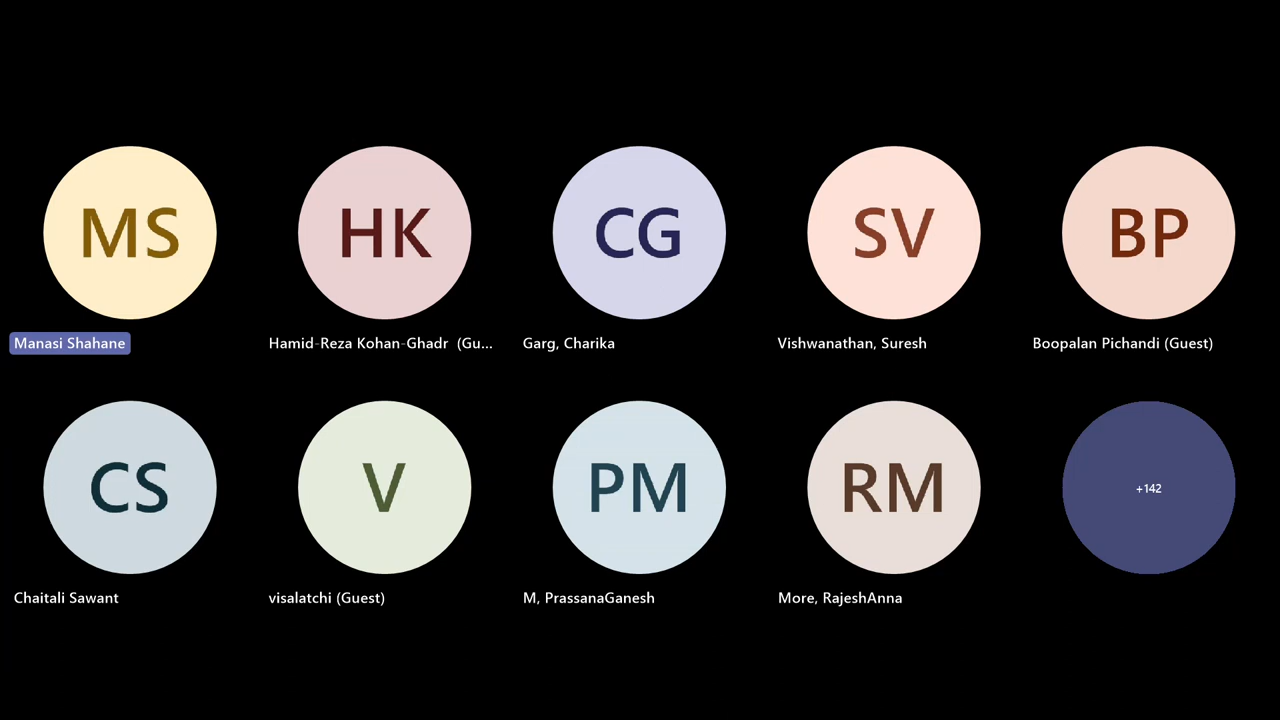 MS
HK
CG
SV
BP
Manasi Shahane
Hamid-Reza Kohan-Ghadr (Gu...
Garg, Charika
Vishwanathan, Suresh
Boopalan Pichandi (Guest)
CS
V
PM
RM
+142
Chaitali Sawant
visalatchi (Guest)
M, PrassanaGanesh
More, RajeshAnna